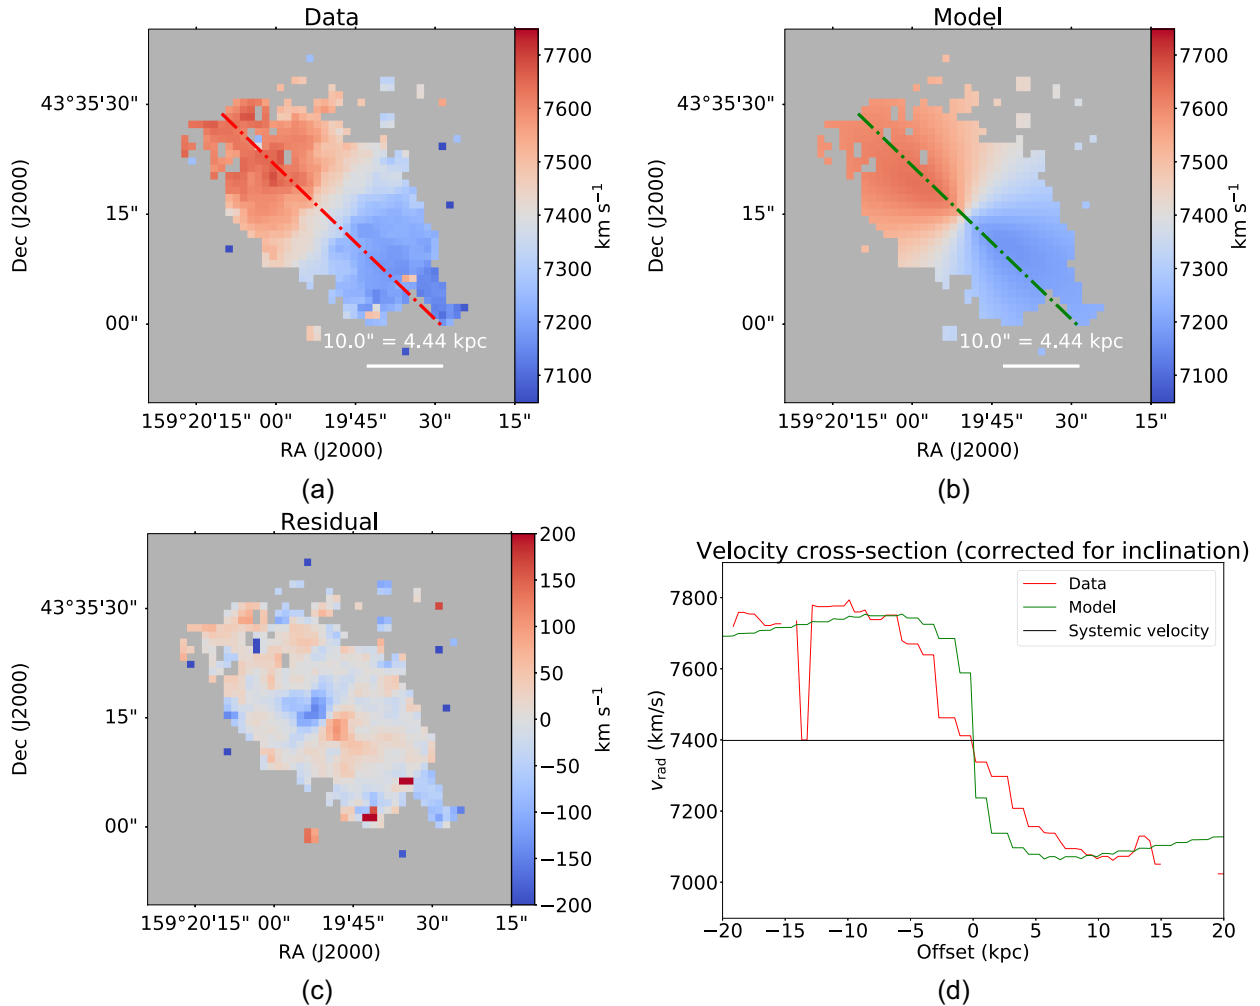 Data
43°35'30"
15"
00"
Dec (J2000)
10.0" = 4.44 kpc
159°20'15" 00" 19'45" 30" 15"
RA (J2000)
7700
7600
7500
7400
7300
7200
7100
km s⁻¹
(a)
Model
43°35'30"
15"
00"
Dec (J2000)
10.0" = 4.44 kpc
159°20'15" 00" 19'45" 30" 15"
RA (J2000)
7700
7600
7500
7400
7300
7200
7100
km s⁻¹
(b)
Residual
43°35'30"
15"
00"
Dec (J2000)
159°20'15" 00" 19'45" 30" 15"
RA (J2000)
200
150
100
50
0
−50
−100
−150
−200
km s⁻¹
(c)
Velocity cross-section (corrected for inclination)
Data
Model
Systemic velocity
7800
7600
7400
7200
7000
v_rad (km/s)
−20 −15 −10 −5 0 5 10 15 20
Offset (kpc)
(d)